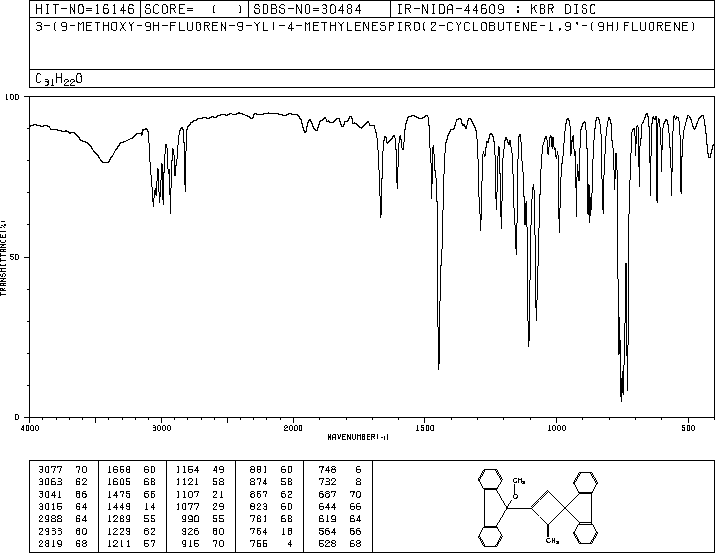 HIT-NO=16146 SCORE= ( ) SDBS-NO=30484 IR-NIDA-44609 : KBR DISC
3-(9-METHOXY-9H-FLUOREN-9-YL)-4-METHYLENESPIRO(2-CYCLOBUTENE-1,9'-(9H)FLUORENE)
C31H22O
100
50
0
TRANSMITTANCE(%)
4000 3000 2000 1500 1000 500
WAVENUMBER(-1)
3077 70 1668 60 1154 49 881 60 748 6
3063 62 1605 68 1121 58 874 58 732 8
3041 66 1475 66 1107 21 867 62 687 70
3015 64 1449 14 1077 29 823 60 644 66
2988 64 1289 55 990 55 781 68 619 64
2933 60 1229 62 926 60 764 18 564 66
2819 68 1211 57 915 70 755 4 528 68
CH3
O
CH2